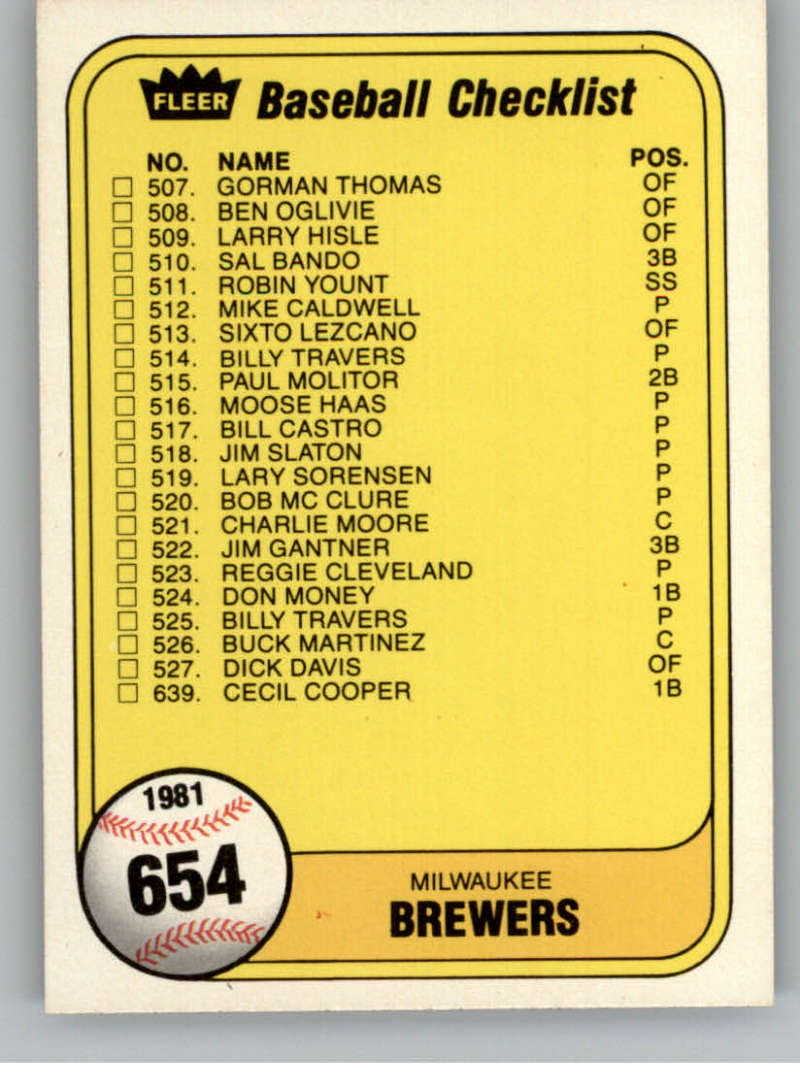 FLEER Baseball Checklist
NO. NAME POS.
507. GORMAN THOMAS OF
508. BEN OGLIVIE OF
509. LARRY HISLE OF
510. SAL BANDO 3B
511. ROBIN YOUNT SS
512. MIKE CALDWELL P
513. SIXTO LEZCANO OF
514. BILLY TRAVERS P
515. PAUL MOLITOR 2B
516. MOOSE HAAS P
517. BILL CASTRO P
518. JIM SLATON P
519. LARY SORENSEN P
520. BOB MC CLURE P
521. CHARLIE MOORE C
522. JIM GANTNER 3B
523. REGGIE CLEVELAND P
524. DON MONEY 1B
525. BILLY TRAVERS P
526. BUCK MARTINEZ C
527. DICK DAVIS OF
639. CECIL COOPER 1B
1981
654
MILWAUKEE
BREWERS